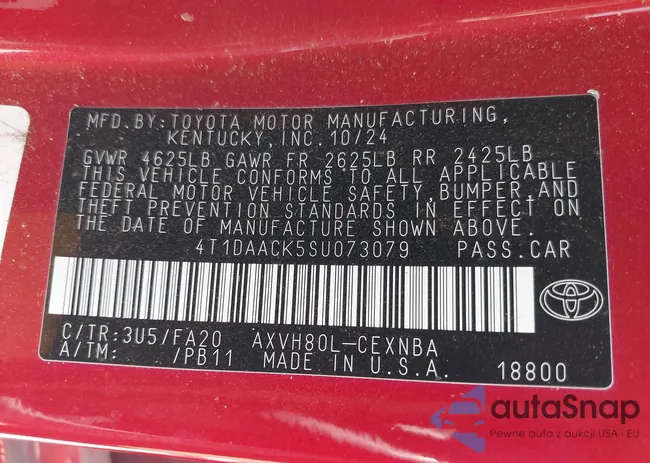 MFD.BY:TOYOTA MOTOR MANUFACTURING,
KENTUCKY,INC.10/24
GVWR 4625LB GAWR FR 2625LB RR 2425LB
THIS VEHICLE CONFORMS TO ALL APPLICABLE
FEDERAL MOTOR VEHICLE SAFETY,BUMPER,AND
THEFT PREVENTION STANDARDS IN EFFECT ON
THE DATE OF MANUFACTURE SHOWN ABOVE.
4T1DAACK5SU073079 PASS.CAR
C/TR:3U5/FA20 AXVH80L-CEXNBA
A/TM: /PB11 MADE IN U.S.A. 18800
autaSnap
Pewne auta z aukcji USA · EU